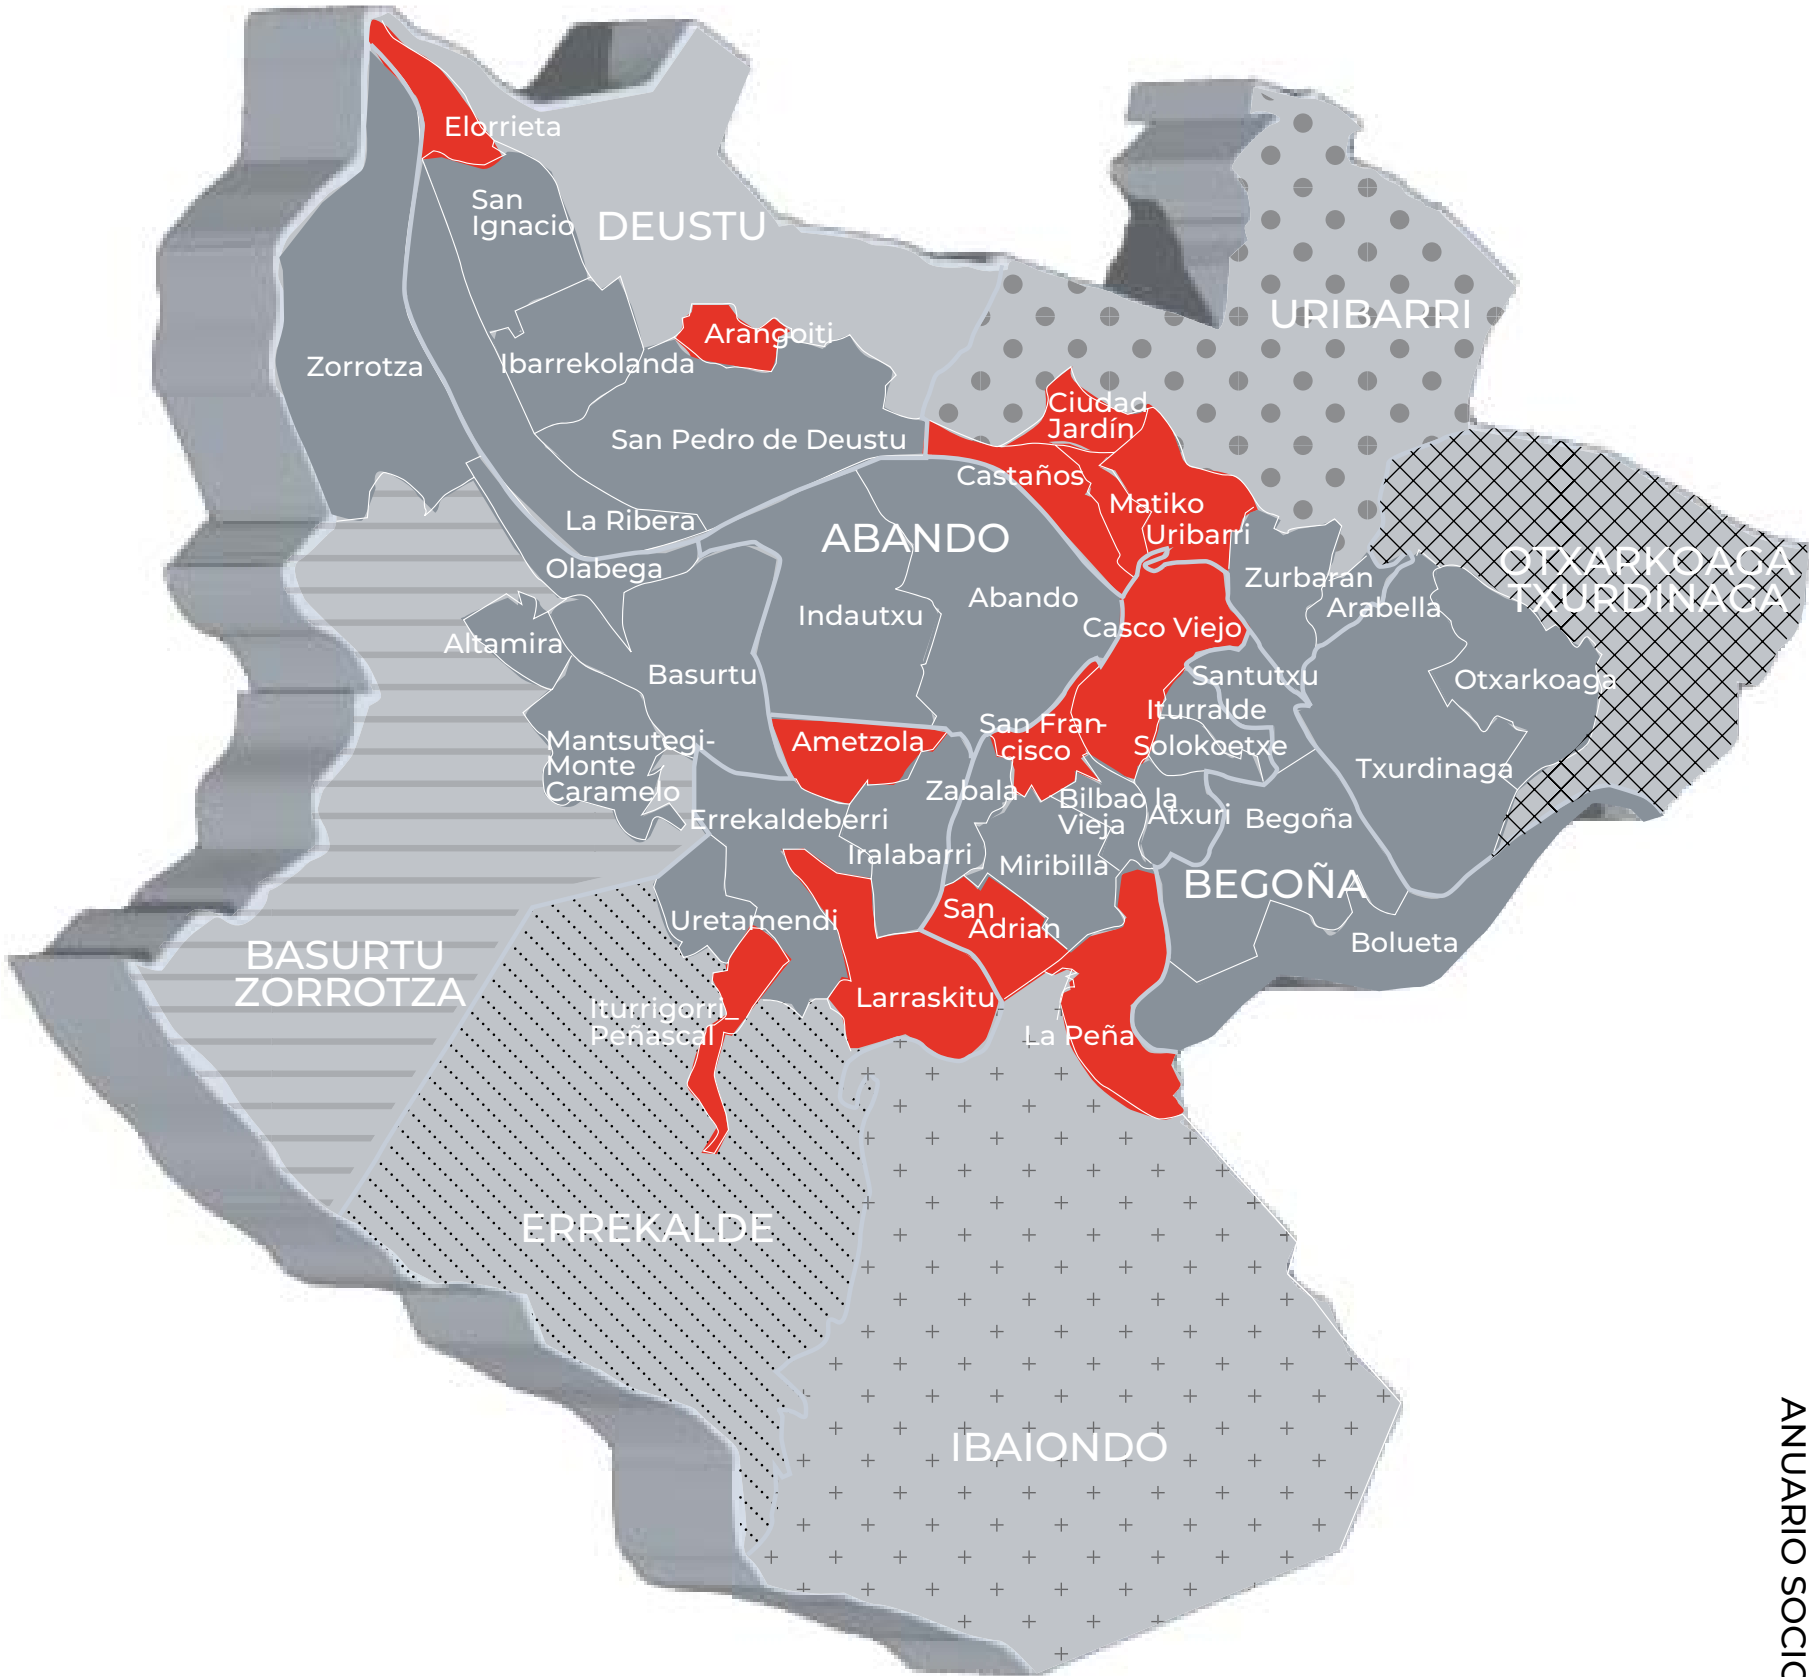 Elorrieta
San
Ignacio
DEUSTU
URIBARRI
Arangoiti
Zorrotza
Ibarrekolanda
Ciudad
Jardín
San Pedro de Deustu
Castaños
Matiko
La Ribera
Uribarri
ABANDO
Olabega
OTXARKOAGA
TXURDINAGA
Zurbaran
Arabella
Indautxu
Abando
Casco Viejo
Altamira
Basurtu
Santutxu
Otxarkoaga
Iturralde
San Fran-
cisco
Solokoetxe
Ametzola
Mantsutegi-
Monte
Caramelo
Txurdinaga
Zabala
Bilbao la
Vieja
Atxuri
Begoña
Errekaldeberri
Iralabarri
Miribilla
BEGOÑA
San
Adrian
Uretamendi
Bolueta
BASURTU
ZORROTZA
Larraskitu
Iturrigorri_
Peñascal
La Peña
ERREKALDE
IBAIONDO
ANUARIO SOCIO